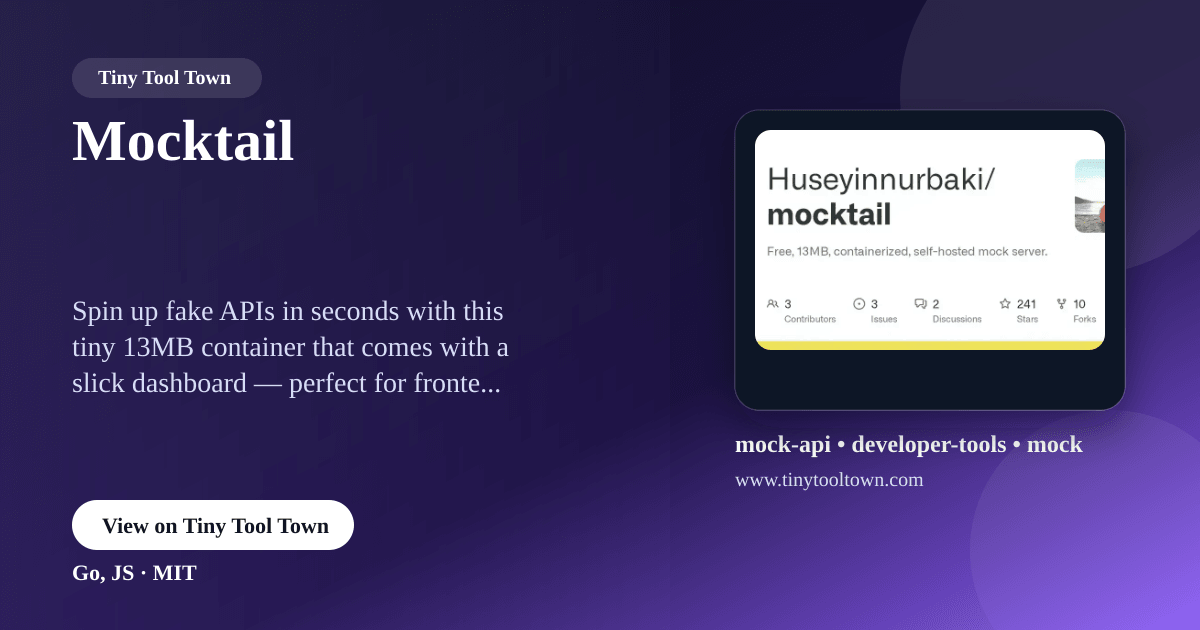 Tiny Tool Town
Mocktail
Spin up fake APIs in seconds with this
tiny 13MB container that comes with a
slick dashboard — perfect for fronte...
View on Tiny Tool Town
Go, JS · MIT
Huseyinnurbaki/
mocktail
Free, 13MB, containerized, self-hosted mock server.
3 3 2 241 10
Contributors Issues Discussions Stars Forks
mock-api • developer-tools • mock
www.tinytooltown.com